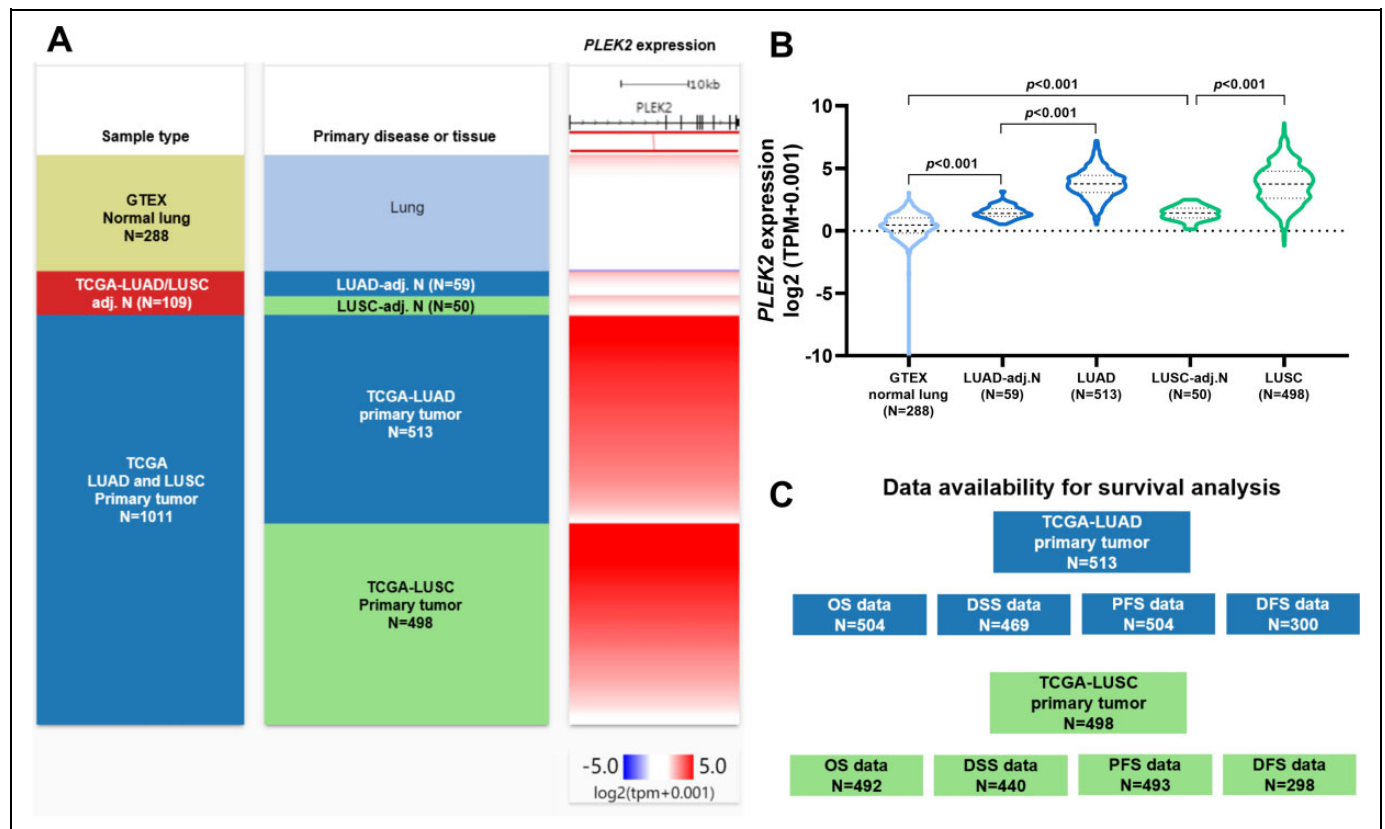 A
PLEK2 expression
10kb
PLEK2
Sample type
Primary disease or tissue
GTEX
Normal lung
N=288
Lung
TCGA-LUAD/LUSC
adj. N (N=109)
LUAD-adj. N (N=59)
LUSC-adj. N (N=50)
TCGA
LUAD and LUSC
Primary tumor
N=1011
TCGA-LUAD
primary tumor
N=513
TCGA-LUSC
Primary tumor
N=498
-5.0
5.0
log2(tpm+0.001)
B
PLEK2 expression
log2 (TPM+0.001)
10
5
0
-5
-10
p<0.001
p<0.001
p<0.001
p<0.001
GTEX
normal lung
(N=288)
LUAD-adj.N
(N=59)
LUAD
(N=513)
LUSC-adj.N
(N=50)
LUSC
(N=498)
C
Data availability for survival analysis
TCGA-LUAD
primary tumor
N=513
OS data
N=504
DSS data
N=469
PFS data
N=504
DFS data
N=300
TCGA-LUSC
primary tumor
N=498
OS data
N=492
DSS data
N=440
PFS data
N=493
DFS data
N=298